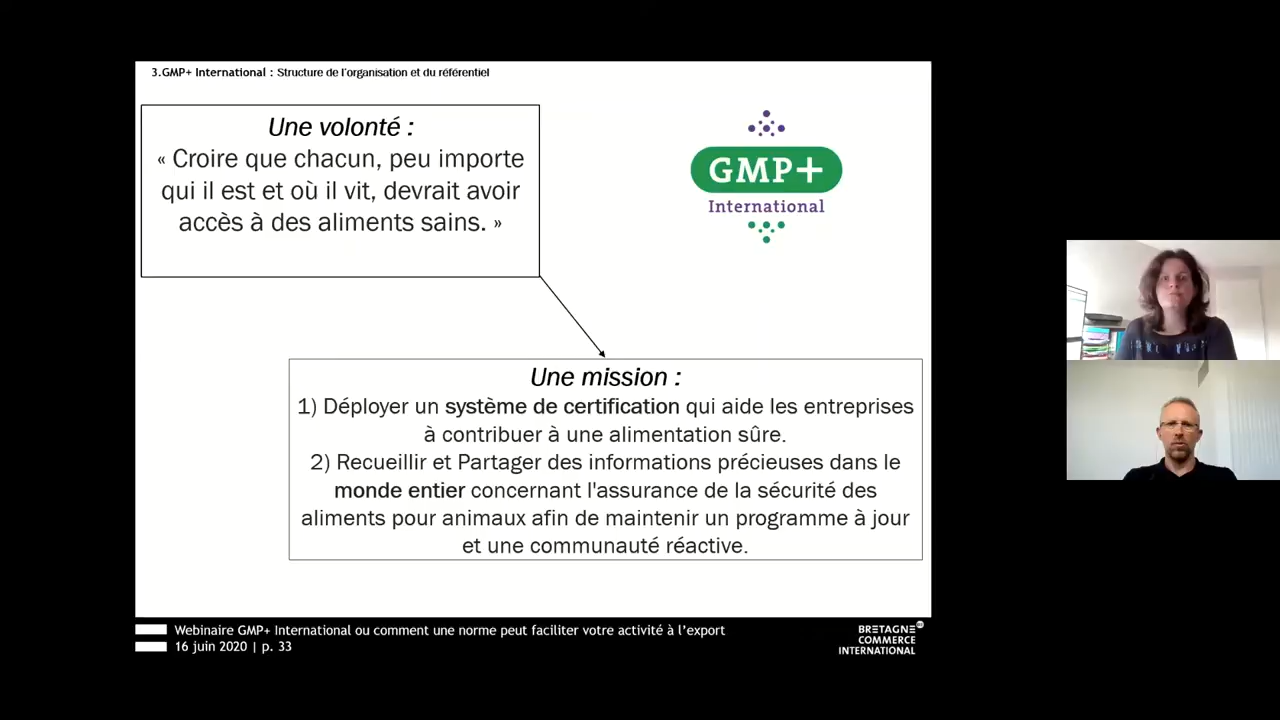 3.GMP+ International : Structure de l'organisation et du référentiel
Une volonté :
« Croire que chacun, peu importe
qui il est et où il vit, devrait avoir
accès à des aliments sains. »
GMP+
International
Une mission :
1) Déployer un système de certification qui aide les entreprises
à contribuer à une alimentation sûre.
2) Recueillir et Partager des informations précieuses dans le
monde entier concernant l'assurance de la sécurité des
aliments pour animaux afin de maintenir un programme à jour
et une communauté réactive.
Webinaire GMP+ International ou comment une norme peut faciliter votre activité à l'export
16 juin 2020 | p. 33
BRETAGNE
COMMERCE
INTERNATIONAL